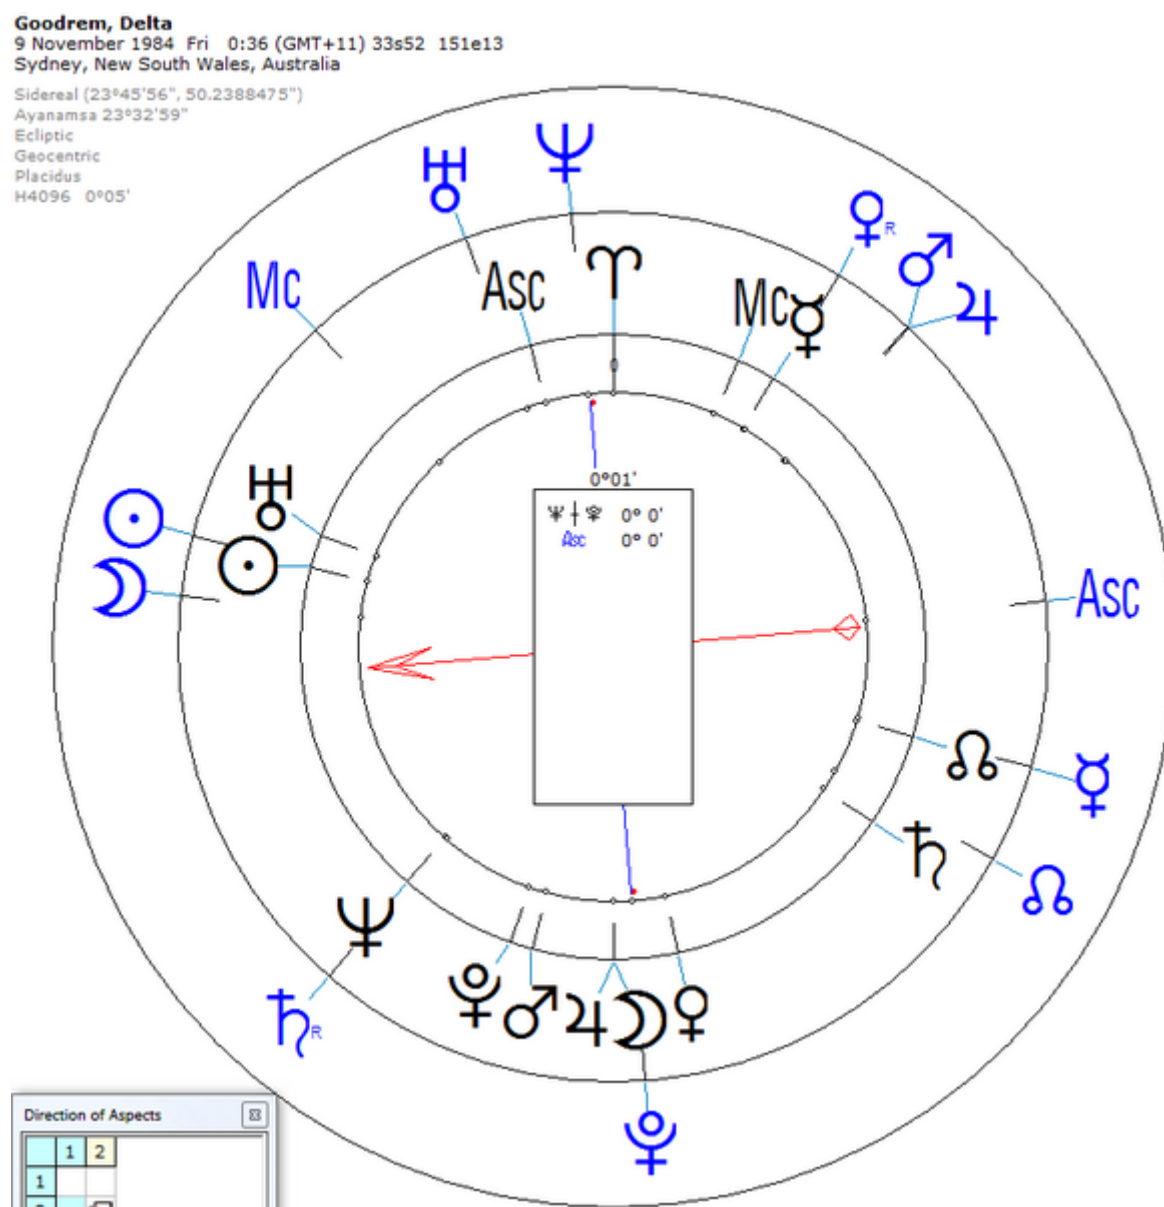 Goodrem, Delta
9 November 1984 Fri 0:36 (GMT+11) 33s52 151e13
Sydney, New South Wales, Australia
Sidereal (23°45'56", 50.2388475")
Ayanamsa 23°32'59"
Ecliptic
Geocentric
Placidus
H4096 0°05'
♅ ♆
♀R ♂
Mc Asc ♈ Mc ☿ ♃
0
0°01'
♅
♆ ┼ 0° 0'
☉ Asc 0° 0'
☉
☽ Asc
☊ ☿
♄ ☊
♆
♄R ♇ ♂ ♃ ☽ ♀
♇
Direction of Aspects
1 2
1